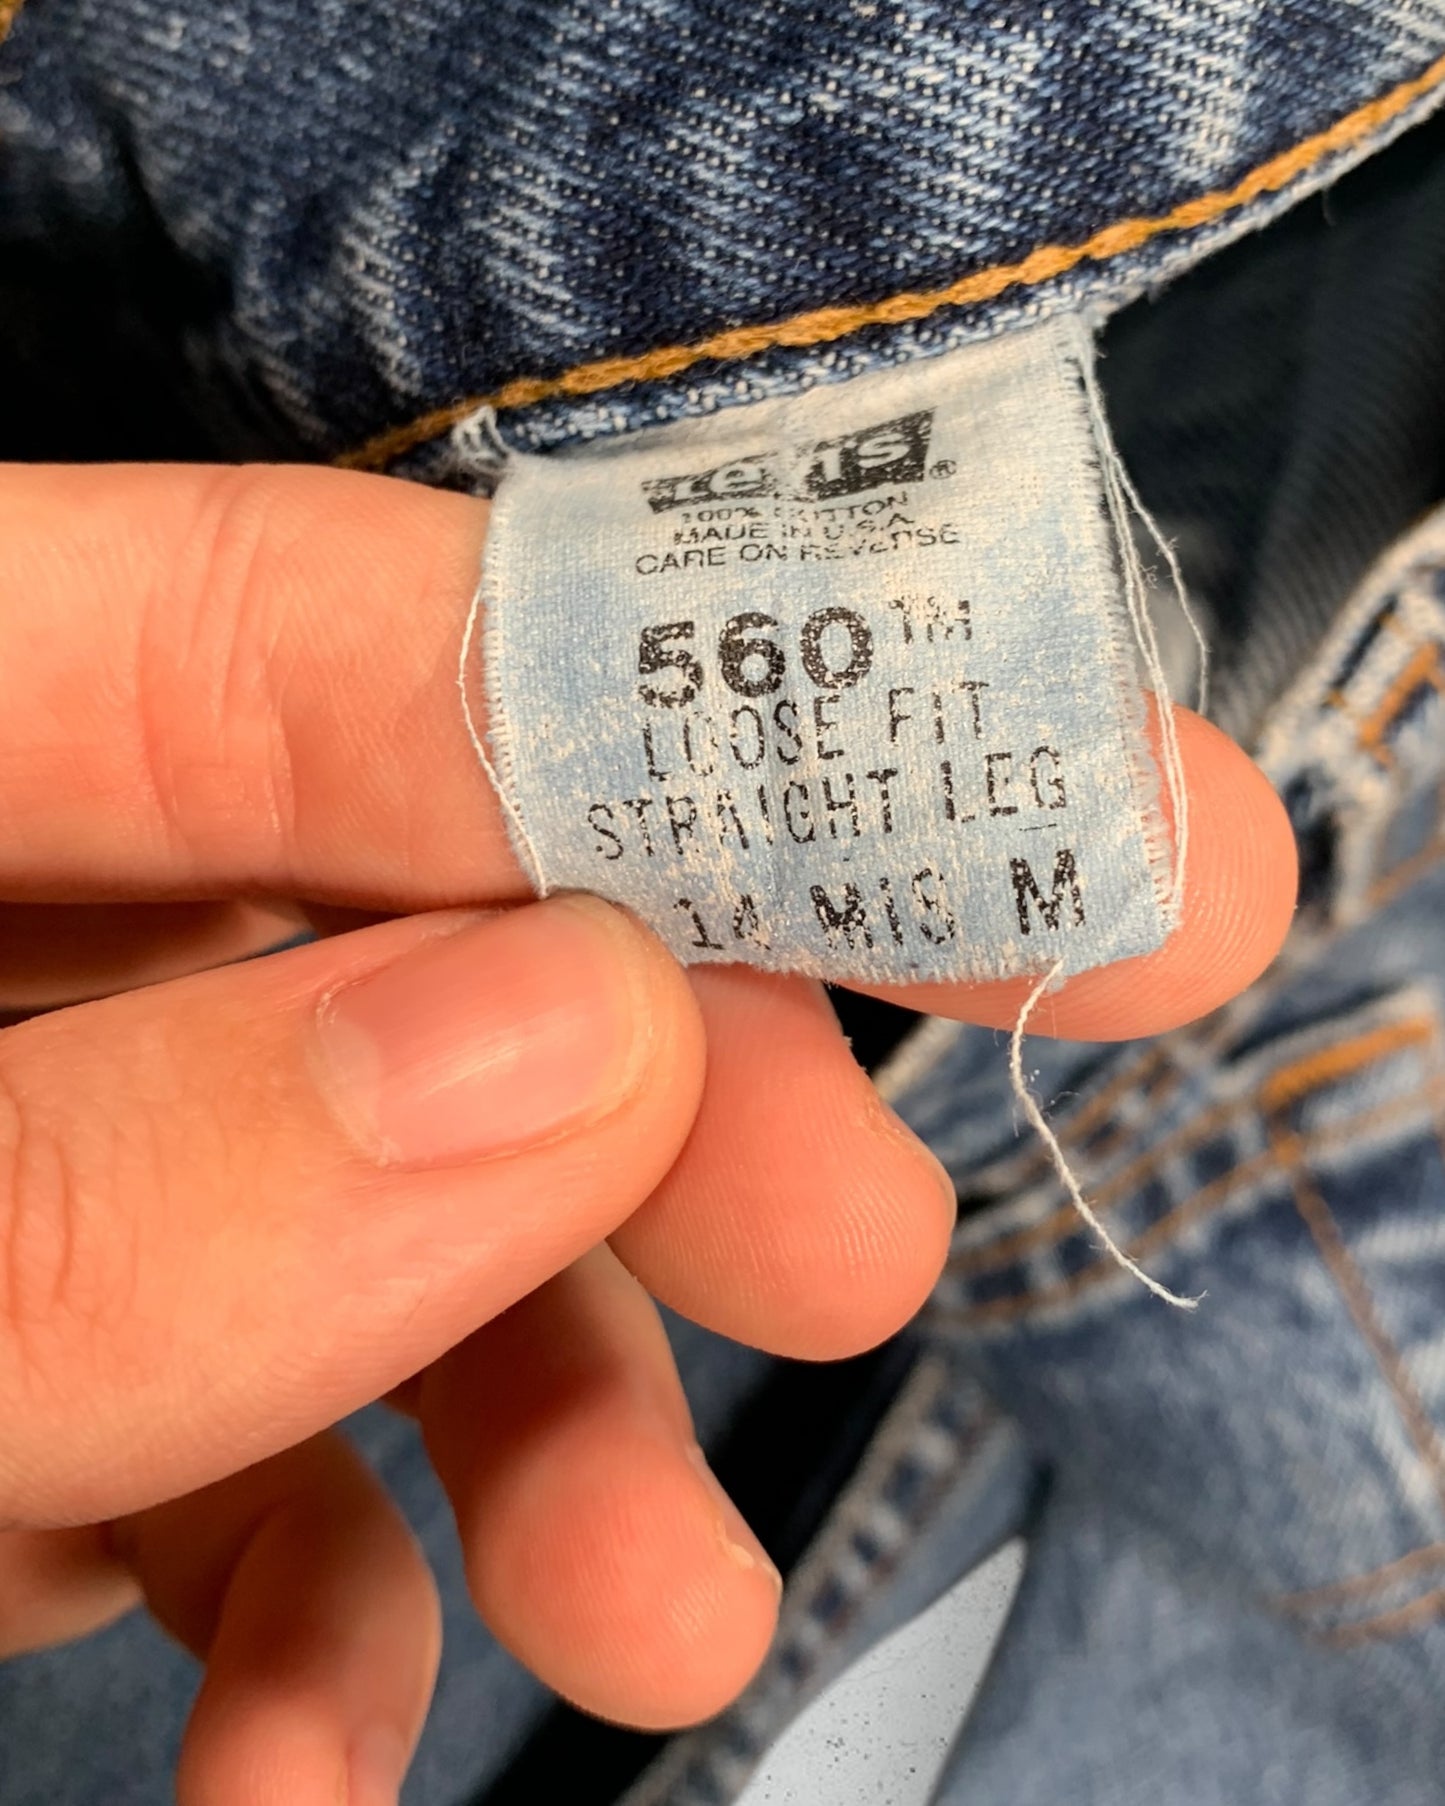 Levi's®
100% COTTON
MADE IN U.S.A.
CARE ON REVERSE
560™
LOOSE FIT
STRAIGHT LEG
14 MIS M